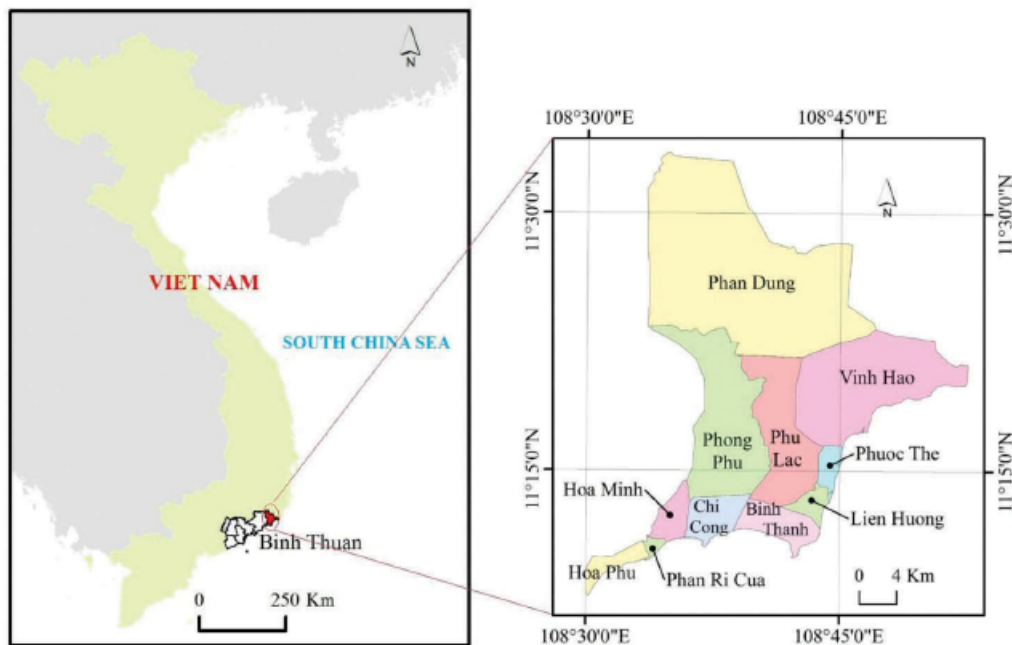 N
VIET NAM
SOUTH CHINA SEA
Binh Thuan
0 250 Km
108°30'0"E 108°45'0"E
11°30'0"N 11°30'0"N
N
Phan Dung
Vinh Hao
Phong
Phu
Phu
Lac
Phuoc The
11°15'0"N 11°15'0"N
Hoa Minh
Chi
Cong
Binh
Thanh
Lien Huong
Hoa Phu
Phan Ri Cua
0 4 Km
108°30'0"E 108°45'0"E